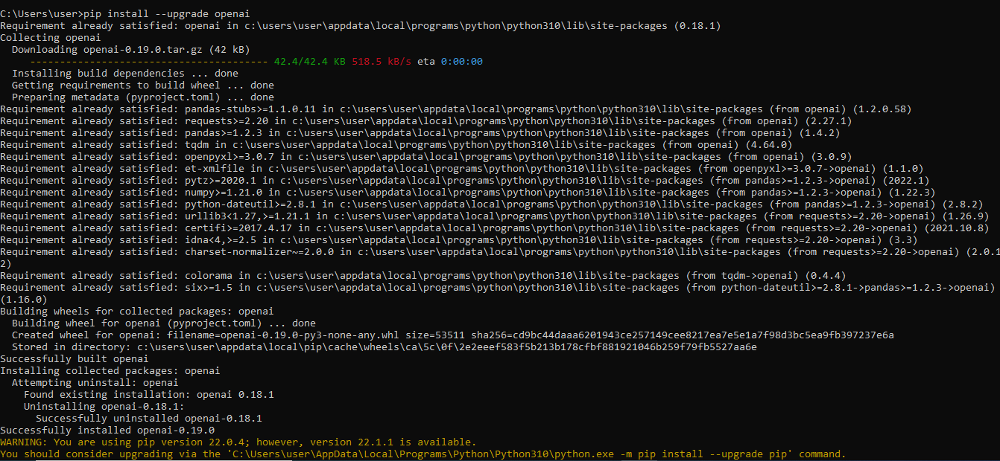 C:\Users\user>pip install --upgrade openai
Requirement already satisfied: openai in c:\users\user\appdata\local\programs\python\python310\lib\site-packages (0.18.1)
Collecting openai
  Downloading openai-0.19.0.tar.gz (42 kB)
     ---------------------------------------- 42.4/42.4 KB 518.5 kB/s eta 0:00:00
  Installing build dependencies ... done
  Getting requirements to build wheel ... done
  Preparing metadata (pyproject.toml) ... done
Requirement already satisfied: pandas-stubs>=1.1.0.11 in c:\users\user\appdata\local\programs\python\python310\lib\site-packages (from openai) (1.2.0.58)
Requirement already satisfied: requests>=2.20 in c:\users\user\appdata\local\programs\python\python310\lib\site-packages (from openai) (2.27.1)
Requirement already satisfied: pandas>=1.2.3 in c:\users\user\appdata\local\programs\python\python310\lib\site-packages (from openai) (1.4.2)
Requirement already satisfied: tqdm in c:\users\user\appdata\local\programs\python\python310\lib\site-packages (from openai) (4.64.0)
Requirement already satisfied: openpyxl>=3.0.7 in c:\users\user\appdata\local\programs\python\python310\lib\site-packages (from openai) (3.0.9)
Requirement already satisfied: et-xmlfile in c:\users\user\appdata\local\programs\python\python310\lib\site-packages (from openpyxl>=3.0.7->openai) (1.1.0)
Requirement already satisfied: pytz>=2020.1 in c:\users\user\appdata\local\programs\python\python310\lib\site-packages (from pandas>=1.2.3->openai) (2022.1)
Requirement already satisfied: numpy>=1.21.0 in c:\users\user\appdata\local\programs\python\python310\lib\site-packages (from pandas>=1.2.3->openai) (1.22.3)
Requirement already satisfied: python-dateutil>=2.8.1 in c:\users\user\appdata\local\programs\python\python310\lib\site-packages (from pandas>=1.2.3->openai) (2.8.2)
Requirement already satisfied: urllib3<1.27,>=1.21.1 in c:\users\user\appdata\local\programs\python\python310\lib\site-packages (from requests>=2.20->openai) (1.26.9)
Requirement already satisfied: certifi>=2017.4.17 in c:\users\user\appdata\local\programs\python\python310\lib\site-packages (from requests>=2.20->openai) (2021.10.8)
Requirement already satisfied: idna<4,>=2.5 in c:\users\user\appdata\local\programs\python\python310\lib\site-packages (from requests>=2.20->openai) (3.3)
Requirement already satisfied: charset-normalizer~=2.0.0 in c:\users\user\appdata\local\programs\python\python310\lib\site-packages (from requests>=2.20->openai) (2.0.1
2)
Requirement already satisfied: colorama in c:\users\user\appdata\local\programs\python\python310\lib\site-packages (from tqdm->openai) (0.4.4)
Requirement already satisfied: six>=1.5 in c:\users\user\appdata\local\programs\python\python310\lib\site-packages (from python-dateutil>=2.8.1->pandas>=1.2.3->openai)
(1.16.0)
Building wheels for collected packages: openai
  Building wheel for openai (pyproject.toml) ... done
  Created wheel for openai: filename=openai-0.19.0-py3-none-any.whl size=53511 sha256=cd9bc44daaa6201943ce257149cee8217ea7e5e1a7f98d3bc5ea9fb397237e6a
  Stored in directory: c:\users\user\appdata\local\pip\cache\wheels\ca\5c\0f\2e2eeef583f5b213b178cfbf881921046b259f79fb5527aa6e
Successfully built openai
Installing collected packages: openai
  Attempting uninstall: openai
    Found existing installation: openai 0.18.1
    Uninstalling openai-0.18.1:
      Successfully uninstalled openai-0.18.1
Successfully installed openai-0.19.0
WARNING: You are using pip version 22.0.4; however, version 22.1.1 is available.
You should consider upgrading via the 'C:\Users\user\AppData\Local\Programs\Python\Python310\python.exe -m pip install --upgrade pip' command.